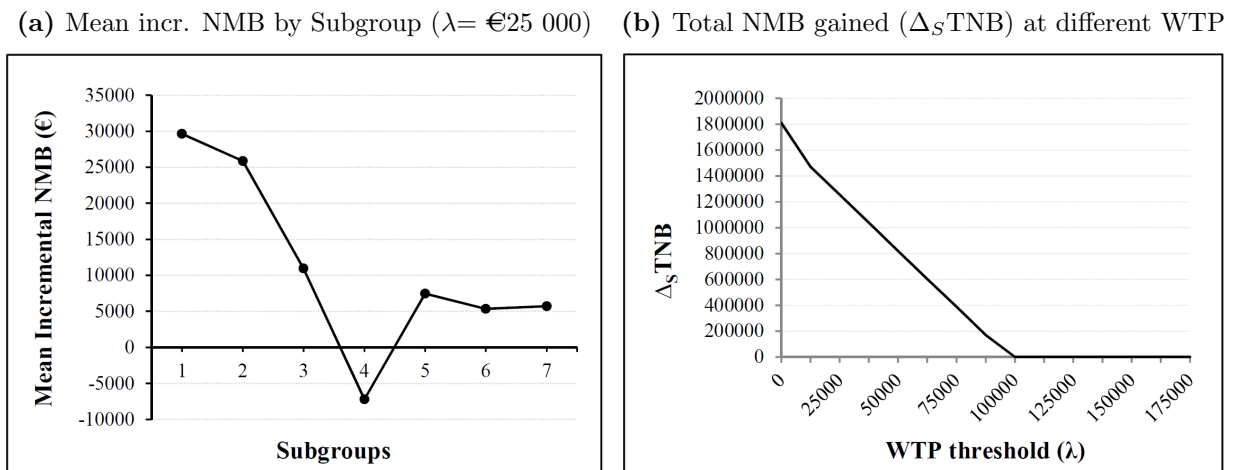 (a) Mean incr. NMB by Subgroup (λ= €25 000)
(b) Total NMB gained (ΔSTNB) at different WTP
Mean Incremental NMB (€)
35000
30000
25000
20000
15000
10000
5000
0
-5000
-10000
1 2 3 4 5 6 7
Subgroups
ΔSTNB
2000000
1800000
1600000
1400000
1200000
1000000
800000
600000
400000
200000
0
0 25000 50000 75000 100000 125000 150000 175000
WTP threshold (λ)